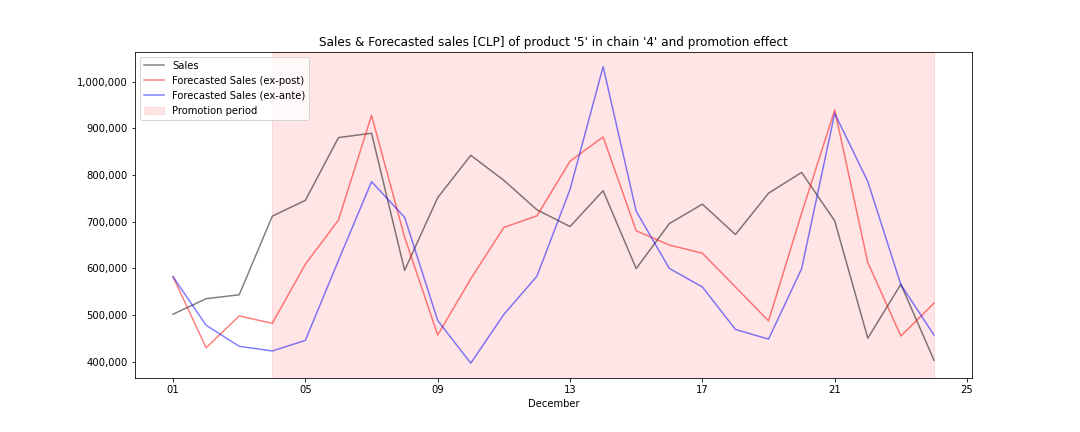 Sales & Forecasted sales [CLP] of product '5' in chain '4' and promotion effect
Sales
Forecasted Sales (ex-post)
Forecasted Sales (ex-ante)
Promotion period
1,000,000
900,000
800,000
700,000
600,000
500,000
400,000
01 05 09 13 17 21 25
December